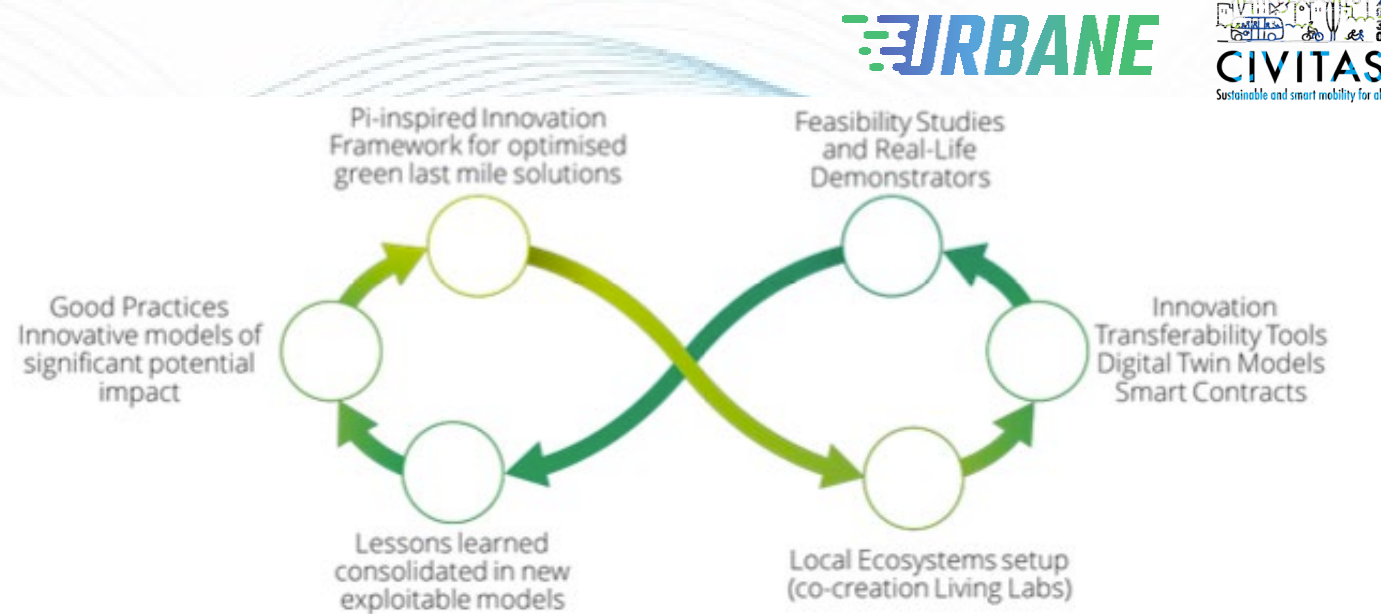 URBANE
CIVITAS
Sustainable and smart mobility for al
Pi-inspired Innovation
Framework for optimised
green last mile solutions
Feasibility Studies
and Real-Life
Demonstrators
Good Practices
Innovative models of
significant potential
impact
Innovation
Transferability Tools
Digital Twin Models
Smart Contracts
Lessons learned
consolidated in new
exploitable models
Local Ecosystems setup
(co-creation Living Labs)